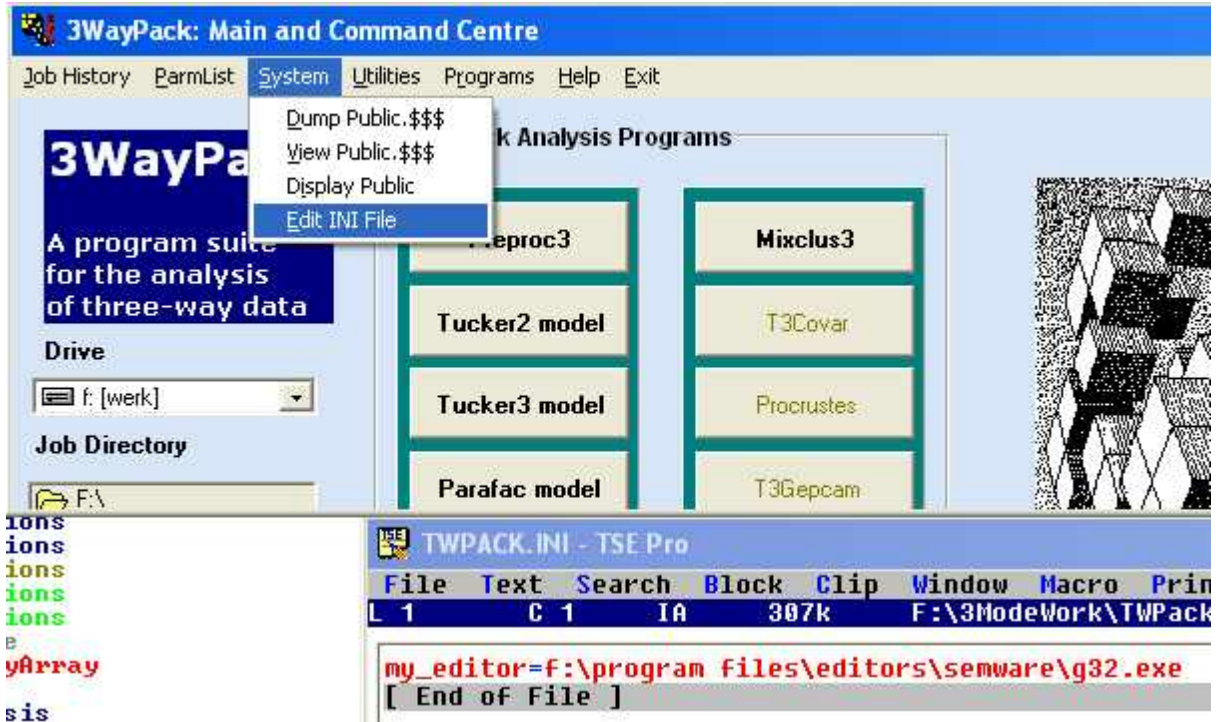 3WayPack: Main and Command Centre
Job History ParmList System Utilities Programs Help Exit
Dump Public.$$$
View Public.$$$
Display Public
Edit INI File
3WayPa
A program suite
for the analysis
of three-way data
k Analysis Programs
Preproc3
Mixclus3
Tucker2 model
T3Covar
Tucker3 model
Procrustes
Parafac model
T3Gepcam
Drive
f: [werk]
Job Directory
F:\
ions
ions
ions
ions
ions
e
yArray
sis
TSE
TWPACK.INI - TSE Pro
File Text Search Block Clip Window Macro Prin
L 1 C 1 IA 307k F:\3ModeWork\TWPack
my_editor=f:\program files\editors\semware\g32.exe
[ End of File ]